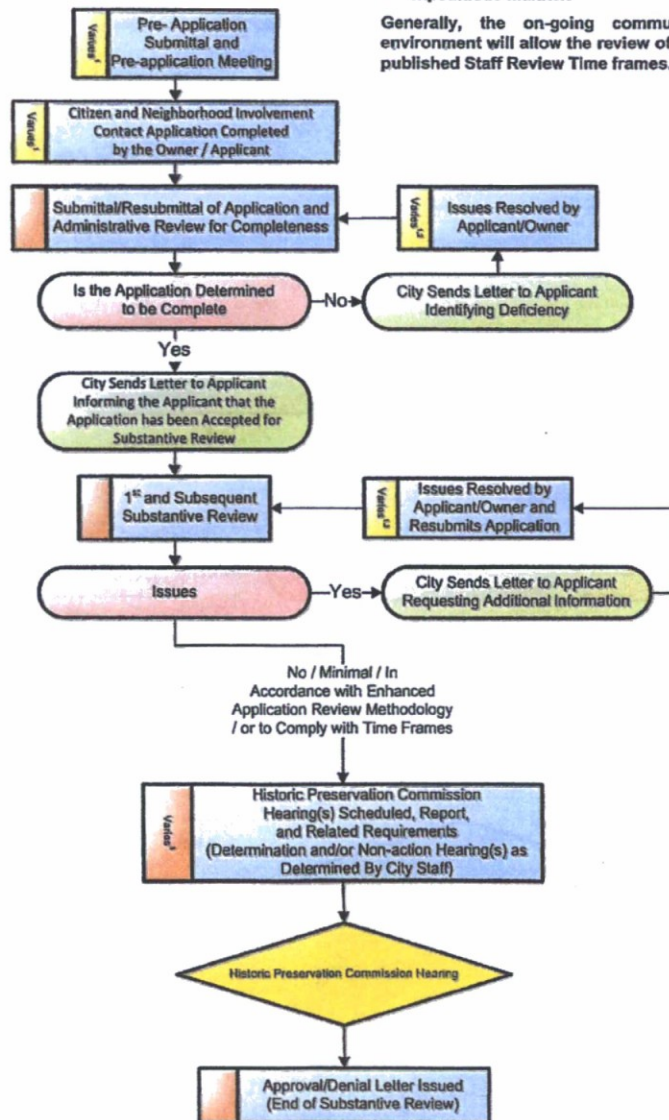 Generally, the on-going commu
environment will allow the review of
published Staff Review Time frames.
Varies¹
Pre- Application
Submittal and
Pre-application Meeting
Varies¹
Citizen and Neighborhood Involvement
Contact Application Completed
by the Owner / Applicant
Submittal/Resubmittal of Application and
Administrative Review for Completeness
Varies¹,²
Issues Resolved by
Applicant/Owner
Is the Application Determined
to be Complete
No
City Sends Letter to Applicant
Identifying Deficiency
Yes
City Sends Letter to Applicant
Informing the Applicant that the
Application has been Accepted for
Substantive Review
1st and Subsequent
Substantive Review
Varies¹,²
Issues Resolved by
Applicant/Owner and
Resubmits Application
Issues
Yes
City Sends Letter to Applicant
Requesting Additional Information
No / Minimal / In
Accordance with Enhanced
Application Review Methodology
/ or to Comply with Time Frames
Varies
Historic Preservation Commission
Hearing(s) Scheduled, Report,
and Related Requirements
(Determination and/or Non-action Hearing(s) as
Determined By City Staff)
Historic Preservation Commission Hearing
Approval/Denial Letter Issued
(End of Substantive Review)